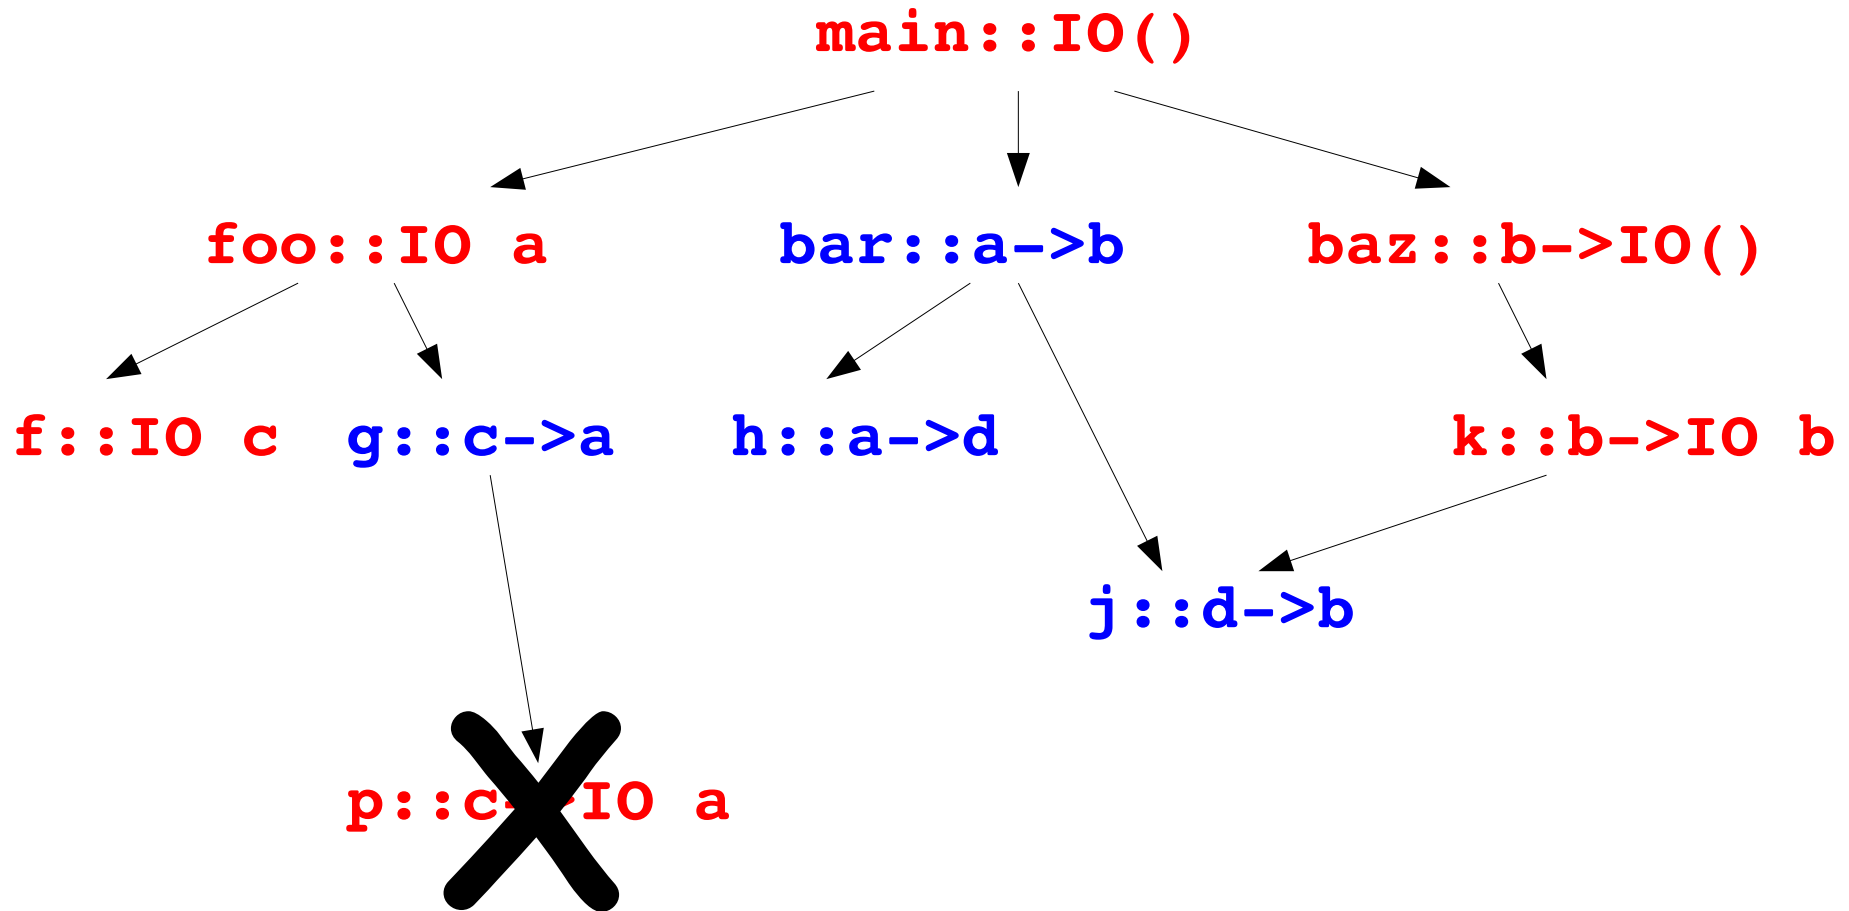 main::IO()
foo::IO a
bar::a->b
baz::b->IO()
f::IO c
g::c->a
h::a->d
k::b->IO b
j::d->b
p::c->IO a